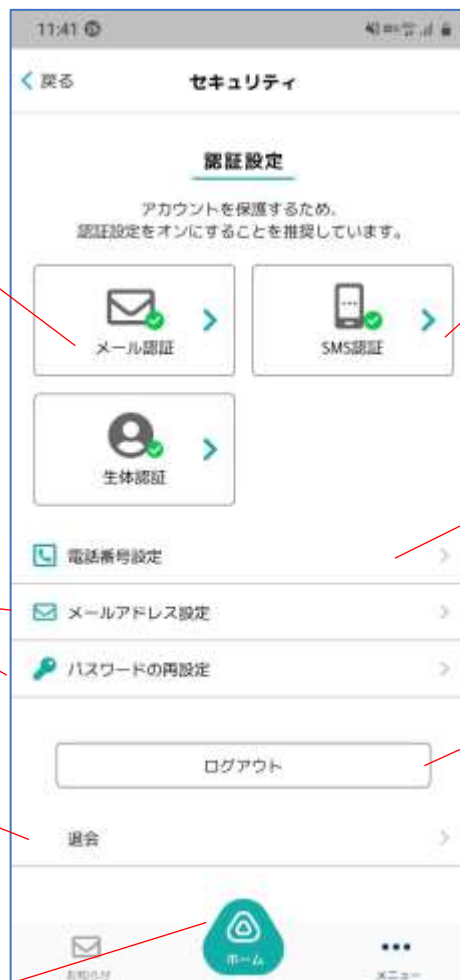 11:41
戻る
セキュリティ
認証設定
アカウントを保護するため、
認証設定をオンにすることを推奨しています。
メール認証
SMS認証
生体認証
電話番号設定
メールアドレス設定
パスワードの再設定
ログアウト
退会
お知らせ
ホーム
メニュー